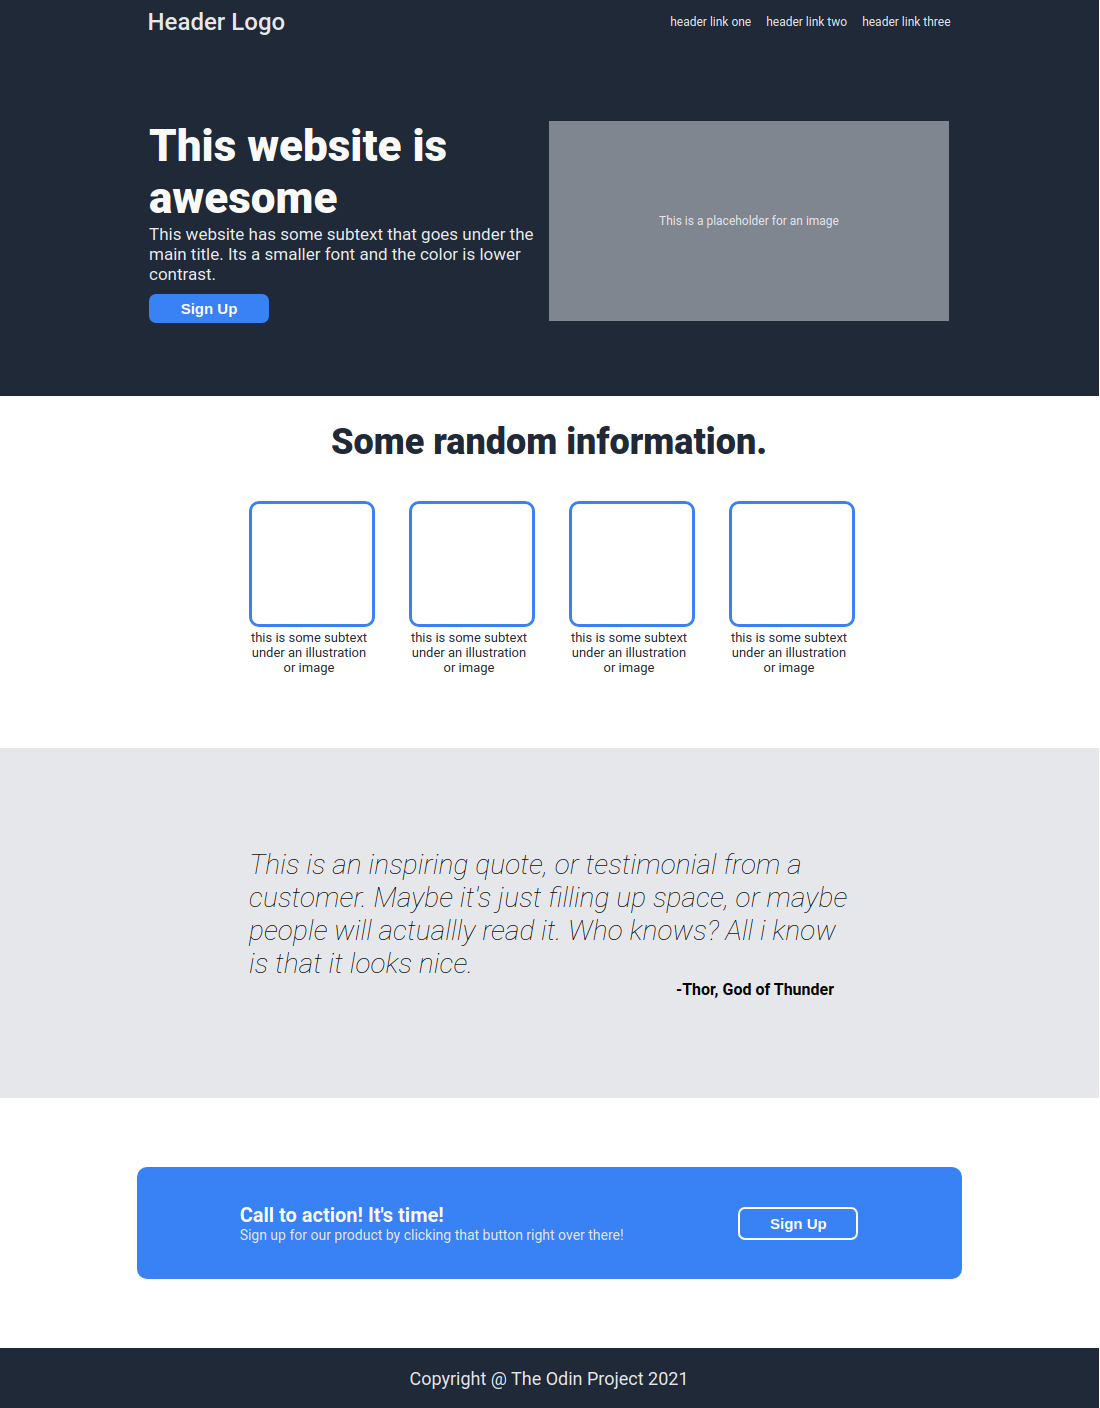 Header Logo
header link one
header link two
header link three
This website is
awesome
This website has some subtext that goes under the
main title. Its a smaller font and the color is lower
contrast.
Sign Up
This is a placeholder for an image
Some random information.
this is some subtext
under an illustration
or image
this is some subtext
under an illustration
or image
this is some subtext
under an illustration
or image
this is some subtext
under an illustration
or image
This is an inspiring quote, or testimonial from a
customer. Maybe it's just filling up space, or maybe
people will actuallly read it. Who knows? All i know
is that it looks nice.
-Thor, God of Thunder
Call to action! It's time!
Sign up for our product by clicking that button right over there!
Sign Up
Copyright @ The Odin Project 2021